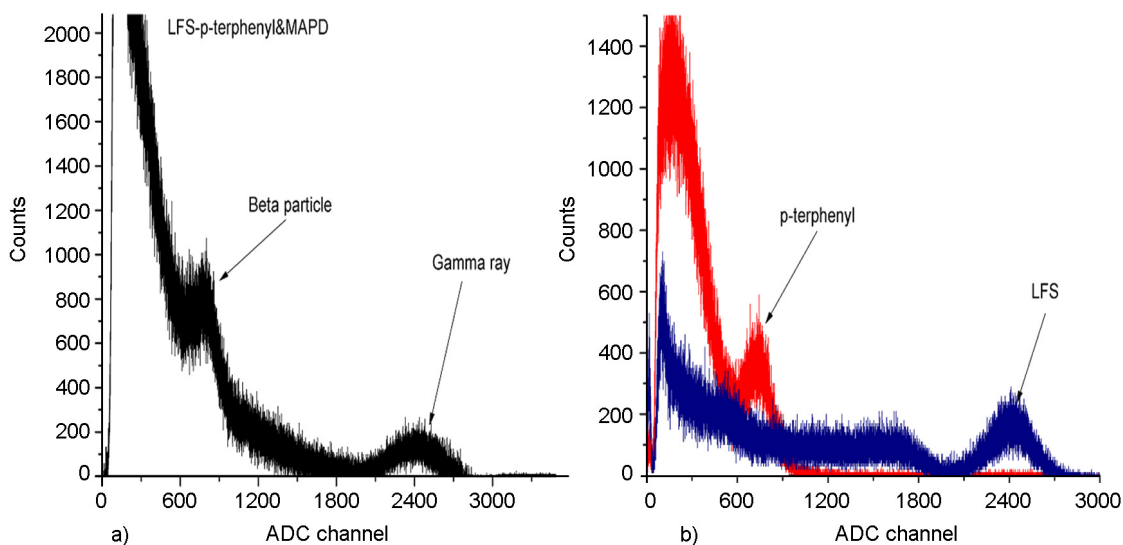 LFS-p-terphenyl&MAPD
2000
1800
1600
1400
1200
1000
800
600
400
200
0
Counts
Beta particle
Gamma ray
0 600 1200 1800 2400 3000
a) ADC channel
1400
1200
1000
800
600
400
200
0
Counts
p-terphenyl
LFS
0 600 1200 1800 2400 3000
b) ADC channel